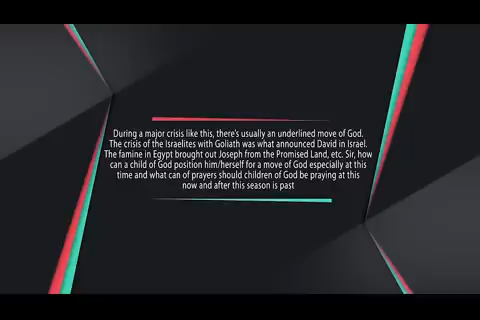 During a major crisis like this, there's usually an underlined move of God.
The crisis of the Israelites with Goliath was what announced David in Israel.
The famine in Egypt brought out Joseph from the Promised Land, etc. Sir, how
can a child of God position him/herself for a move of God especially at this
time and what can of prayers should children of God be praying at this
now and after this season is past